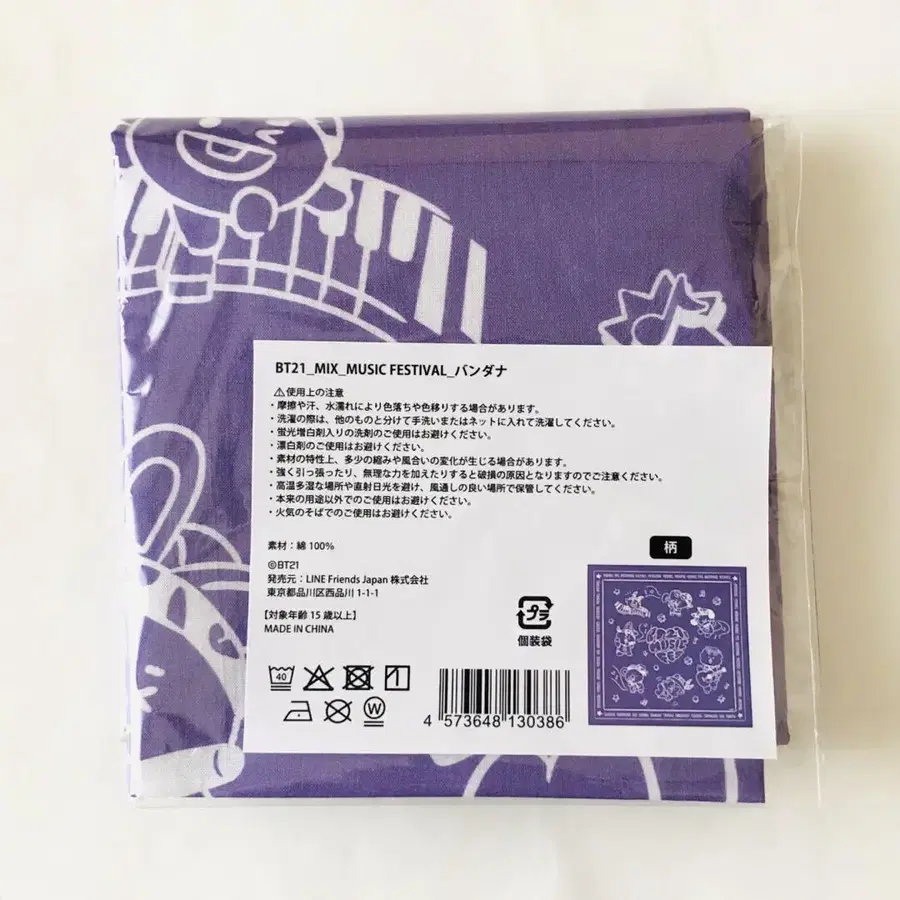 BT21_MIX_MUSIC FESTIVAL_バンダナ
⚠使用上の注意
・摩擦や汗、水濡れにより色落ちや色移りする場合があります。
・洗濯の際は、他のものと分けて手洗いまたはネットに入れて洗濯してください。
・蛍光増白剤入りの洗剤のご使用はお避けください。
・漂白剤のご使用はお避けください。
・素材の特性上、多少の縮みや風合いの変化が生じる場合があります。
・強く引っ張ったり、無理な力を加えたりすると破損の原因となりますのでご注意ください。
・高温多湿な場所や直射日光を避け、風通しの良い場所で保管してください。
・本来の用途以外でのご使用はお避けください。
・火気のそばでのご使用はお避けください。
素材：綿 100%
©BT21
発売元：LINE Friends Japan 株式会社
東京都品川区西品川 1-1-1
【対象年齢 15 歳以上】
MADE IN CHINA
柄
プラ
個装袋
40
W
4 573648 130386
BT21
MUSIC